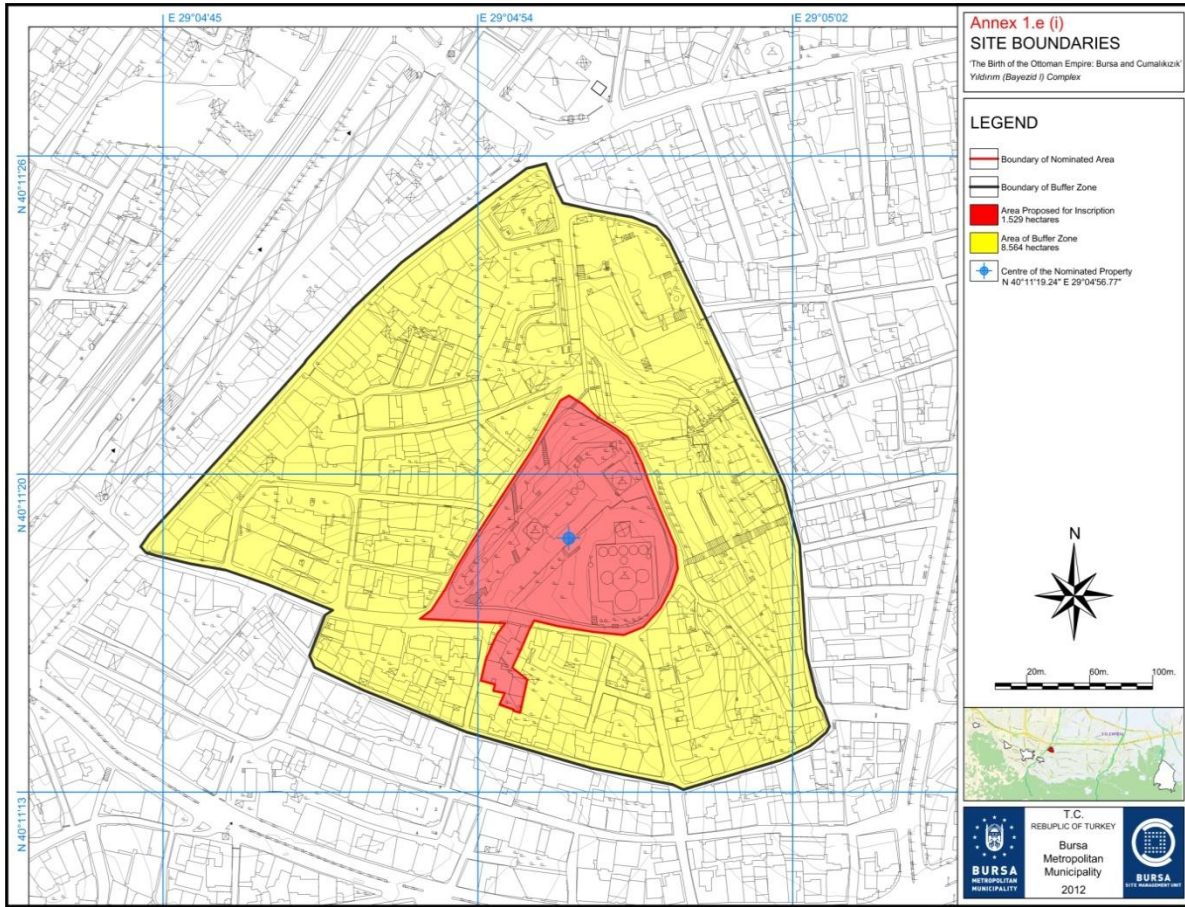 E 29°04'45
E 29°04'54
E 29°05'02
N 40°11'26
N 40°11'20
N 40°11'13
Annex 1.e (i)
SITE BOUNDARIES
'The Birth of the Ottoman Empire: Bursa and Cumalıkızık'
Yıldırım (Bayezid I) Complex
LEGEND
Boundary of Nominated Area
Boundary of Buffer Zone
Area Proposed for Inscription
1.529 hectares
Area of Buffer Zone
8.564 hectares
Centre of the Nominated Property
N 40°11'19.24" E 29°04'56.77"
N
20m. 60m. 100m.
BURSA
METROPOLITAN
MUNICIPALITY
T.C.
REBUPLIC OF TURKEY
Bursa
Metropolitan
Municipality
2012
BURSA
SITE MANAGEMENT UNIT